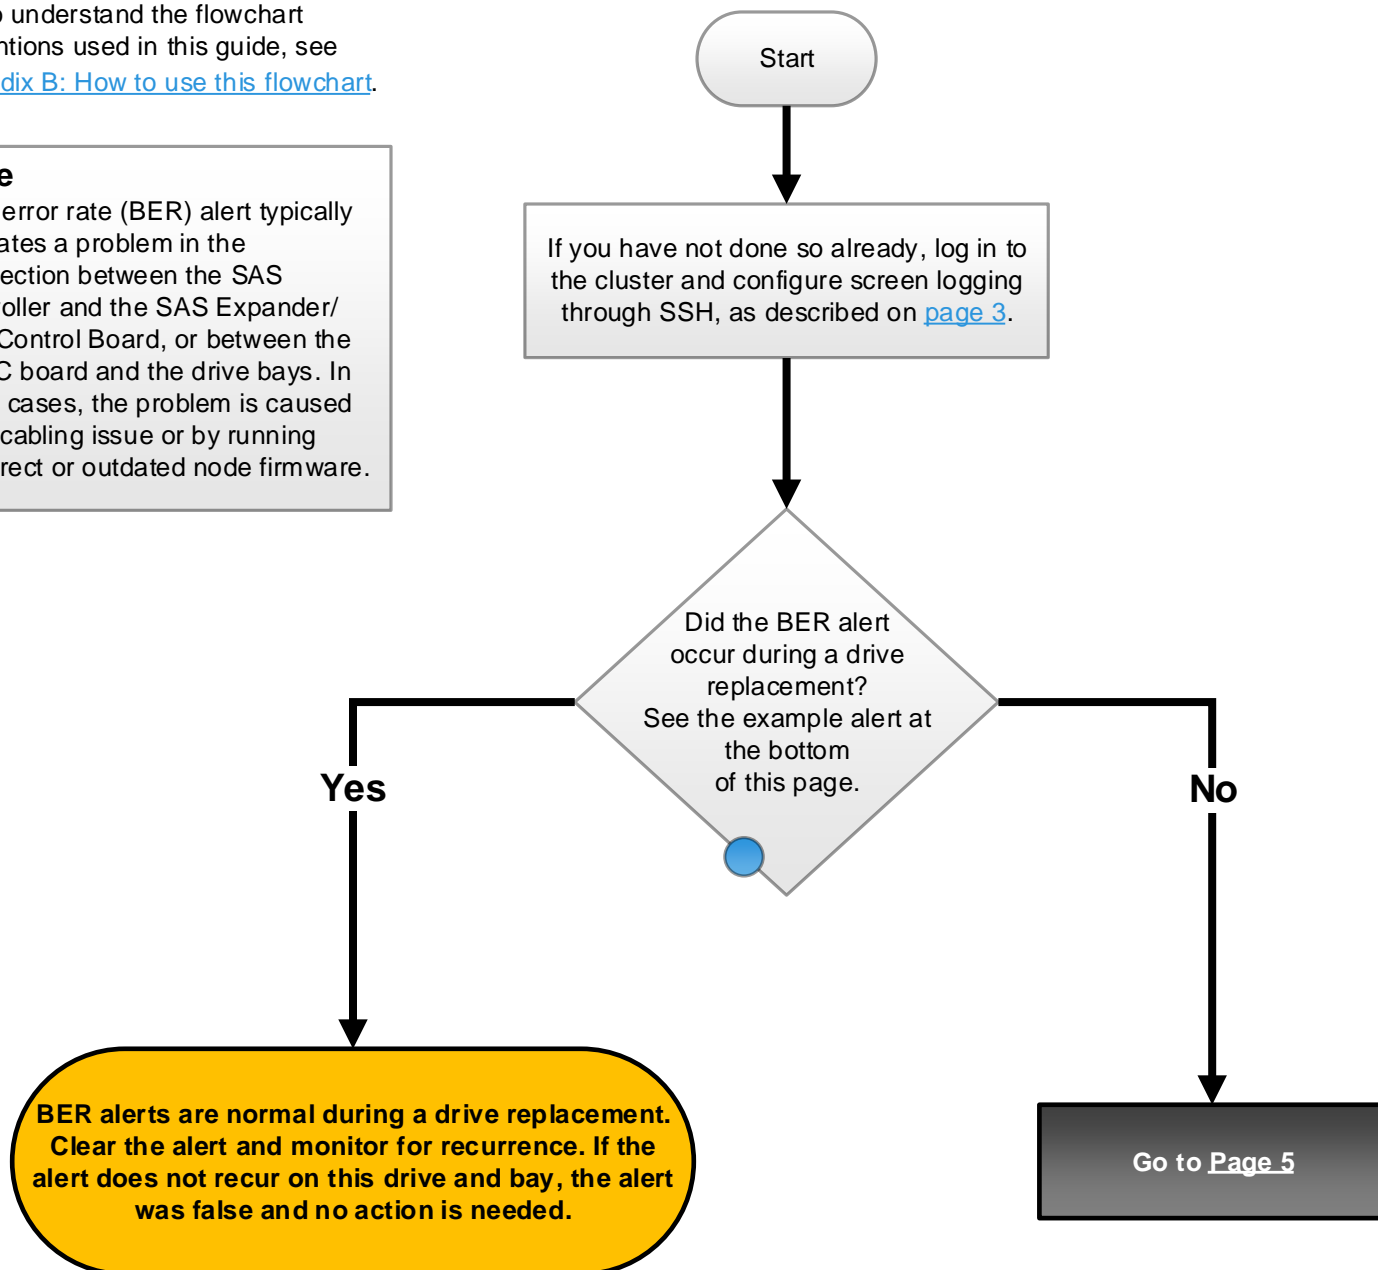 o understand the flowchart
ntions used in this guide, see
dix B: How to use this flowchart.
e
error rate (BER) alert typically
ates a problem in the
ection between the SAS
oller and the SAS Expander/
Control Board, or between the
C board and the drive bays. In
cases, the problem is caused
cabling issue or by running
rect or outdated node firmware.
Start
If you have not done so already, log in to
the cluster and configure screen logging
through SSH, as described on page 3.
Did the BER alert
occur during a drive
replacement?
See the example alert at
the bottom
of this page.
Yes
No
BER alerts are normal during a drive replacement.
Clear the alert and monitor for recurrence. If the
alert does not recur on this drive and bay, the alert
was false and no action is needed.
Go to Page 5